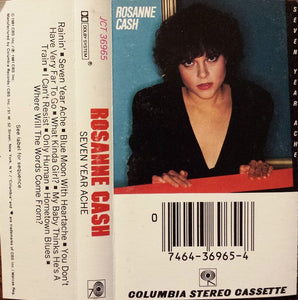 ROSANNE
CASH
SEVEN YEAR ACHE
0
7464-36965-4
COLUMBIA STEREO CASSETTE
JCT 36965
DOLBY SYSTEM
ROSANNE CASH
SEVEN YEAR ACHE
Rainin' ■ Seven Year Ache ■ Blue Moon With Heartache ■ You Don't
Have Very Far To Go ■ What Kinda Girl? ■ My Baby Thinks He's A
Train ■ I Can't Resist ■ Only Human ■ Hometown Blues ■
Where Will The Words Come From?
See label for sequence